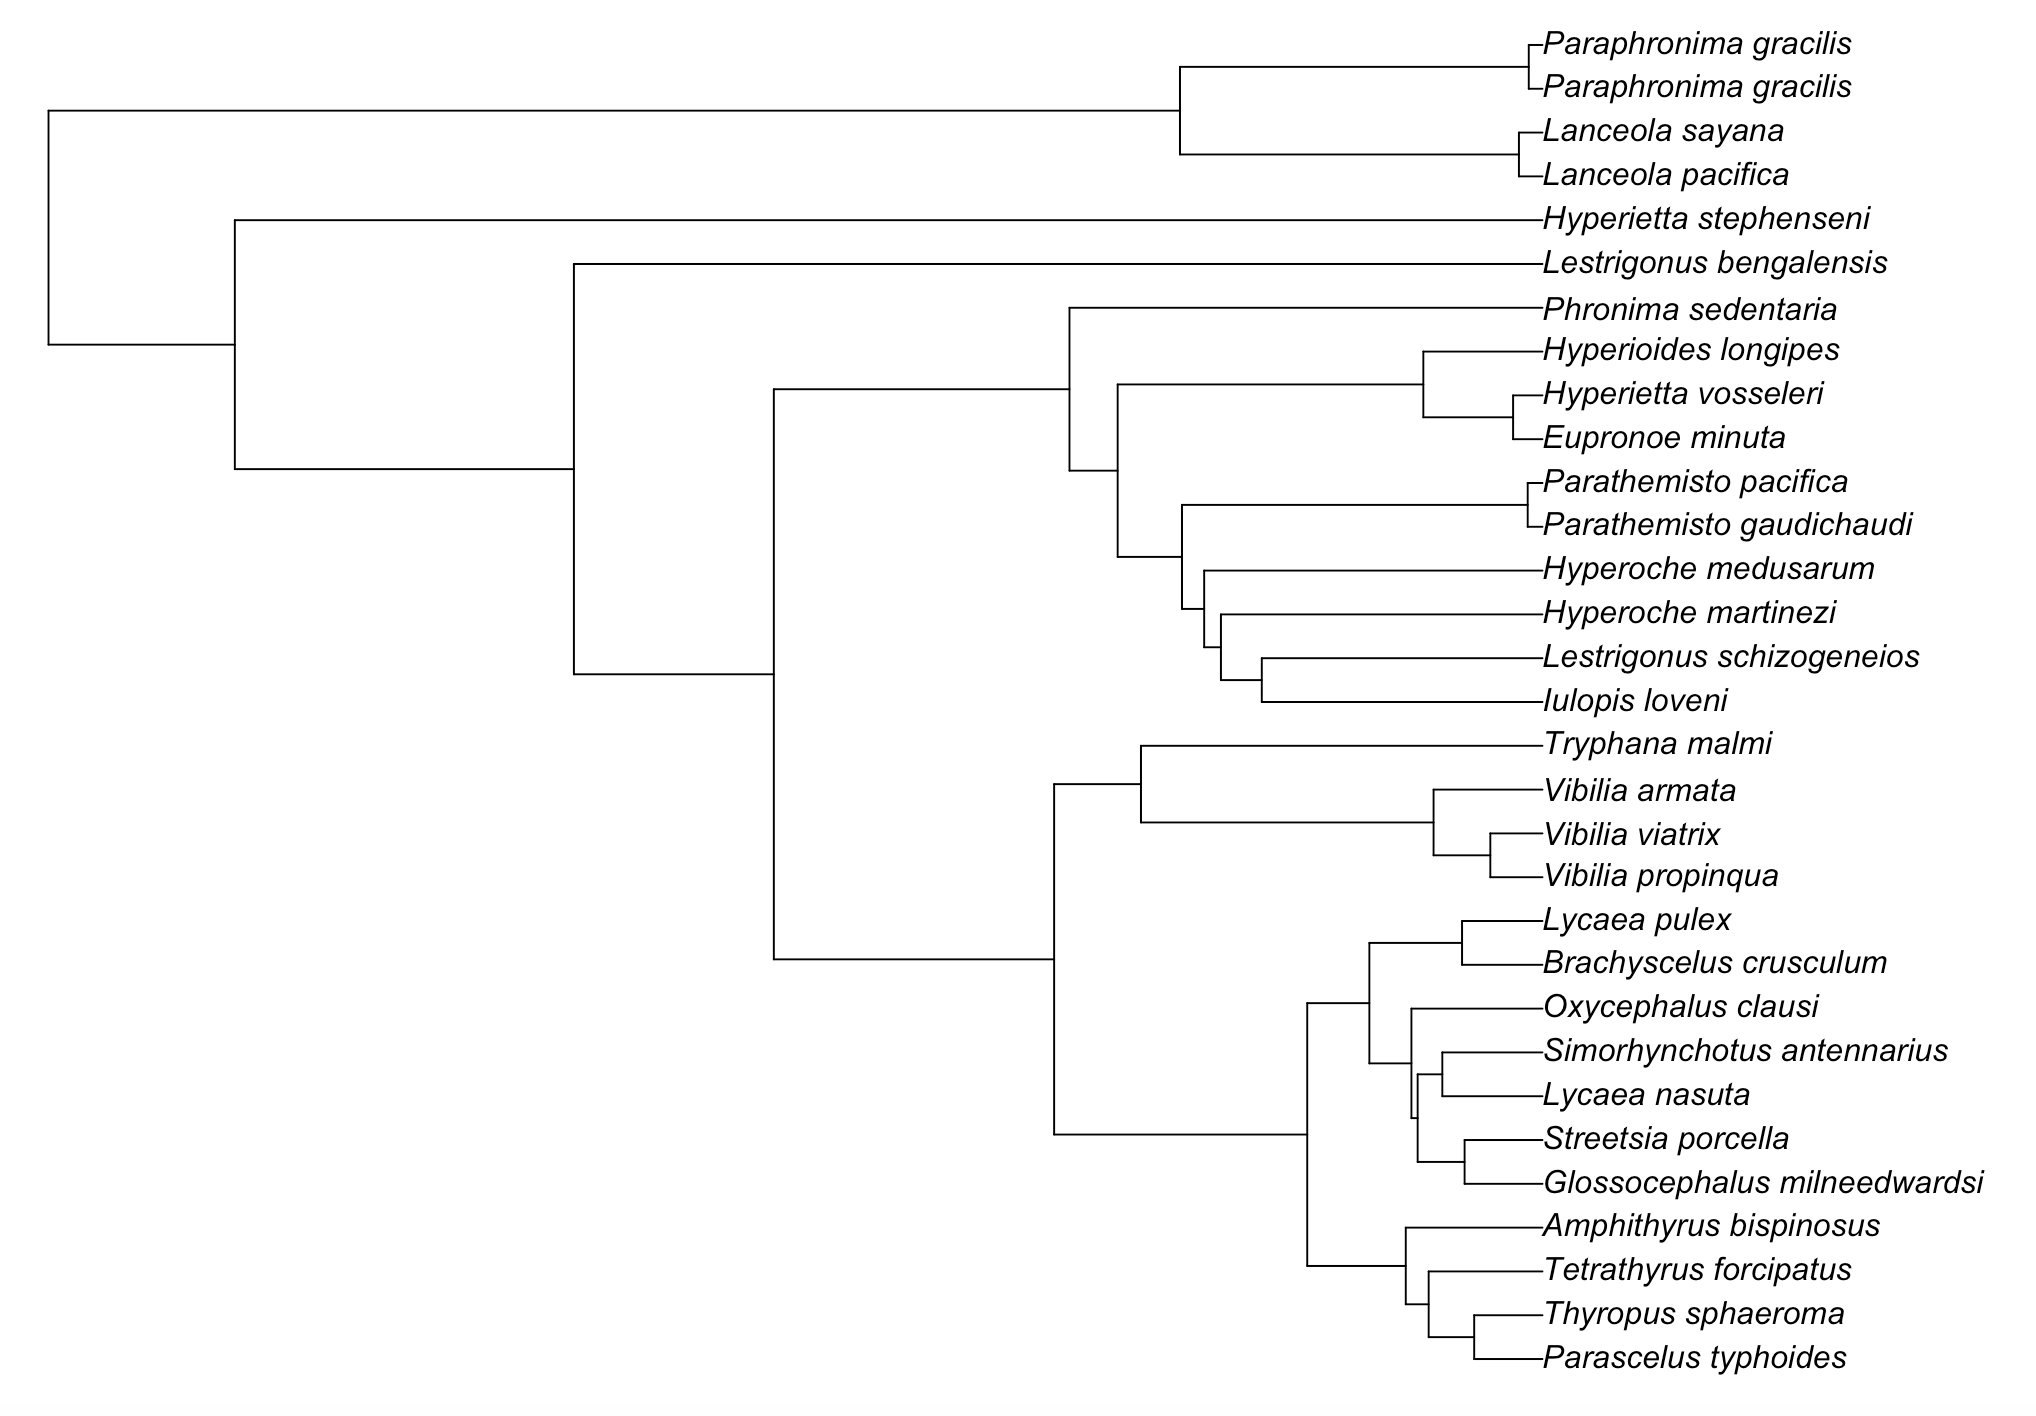 Paraphronima gracilis
Paraphronima gracilis
Lanceola sayana
Lanceola pacifica
Hyperietta stephenseni
Lestrigonus bengalensis
Phronima sedentaria
Hyperioides longipes
Hyperietta vosseleri
Eupronoe minuta
Parathemisto pacifica
Parathemisto gaudichaudi
Hyperoche medusarum
Hyperoche martinezi
Lestrigonus schizogeneios
Iulopis loveni
Tryphana malmi
Vibilia armata
Vibilia viatrix
Vibilia propinqua
Lycaea pulex
Brachyscelus crusculum
Oxycephalus clausi
Simorhynchotus antennarius
Lycaea nasuta
Streetsia porcella
Glossocephalus milneedwardsi
Amphithyrus bispinosus
Tetrathyrus forcipatus
Thyropus sphaeroma
Parascelus typhoides